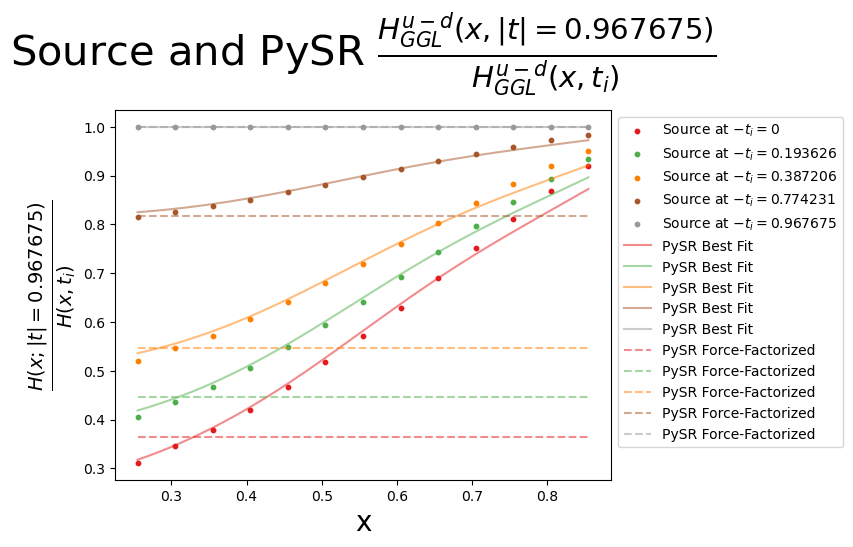 Source and PySR $\frac{H_{GGL}^{u-d}(x,|t|=0.967675)}{H_{GGL}^{u-d}(x,t_i)}$
$\frac{H(x;|t|=0.967675)}{H(x,t_i)}$
1.0
0.9
0.8
0.7
0.6
0.5
0.4
0.3
0.3 0.4 0.5 0.6 0.7 0.8
x
Source at $-t_i=0$
Source at $-t_i=0.193626$
Source at $-t_i=0.387206$
Source at $-t_i=0.774231$
Source at $-t_i=0.967675$
PySR Best Fit
PySR Best Fit
PySR Best Fit
PySR Best Fit
PySR Best Fit
PySR Force-Factorized
PySR Force-Factorized
PySR Force-Factorized
PySR Force-Factorized
PySR Force-Factorized